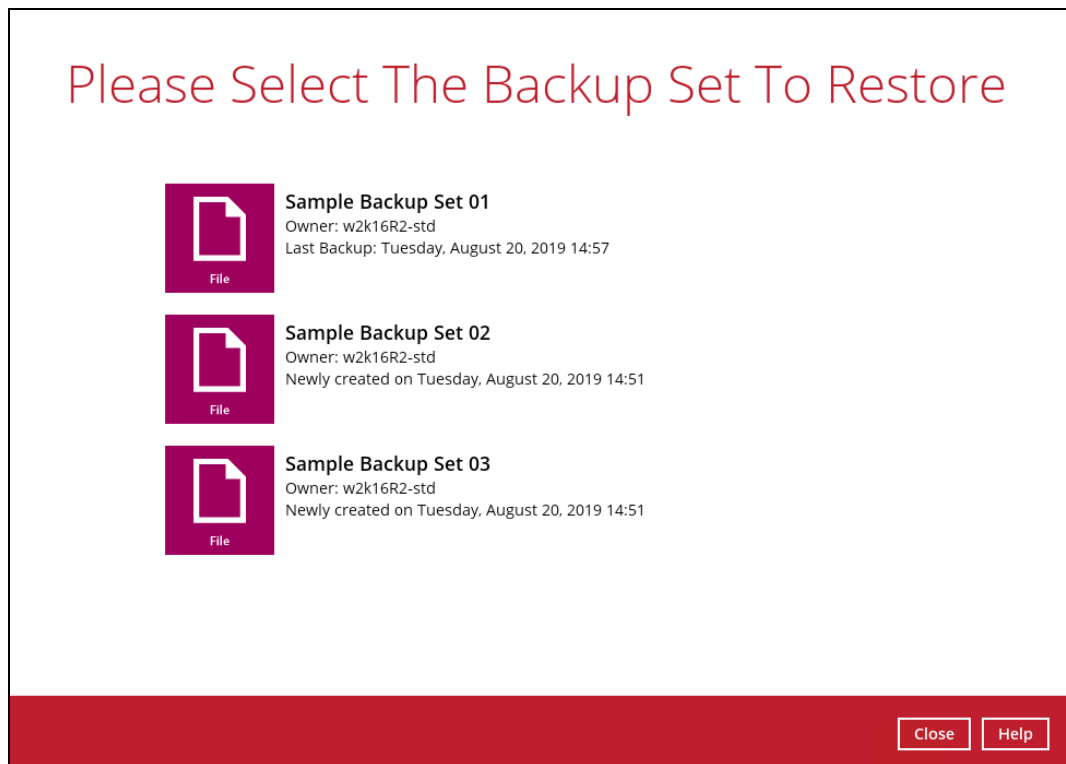 Please Select The Backup Set To Restore
Sample Backup Set 01
Owner: w2k16R2-std
Last Backup: Tuesday, August 20, 2019 14:57
File
Sample Backup Set 02
Owner: w2k16R2-std
Newly created on Tuesday, August 20, 2019 14:51
File
Sample Backup Set 03
Owner: w2k16R2-std
Newly created on Tuesday, August 20, 2019 14:51
File
Close Help